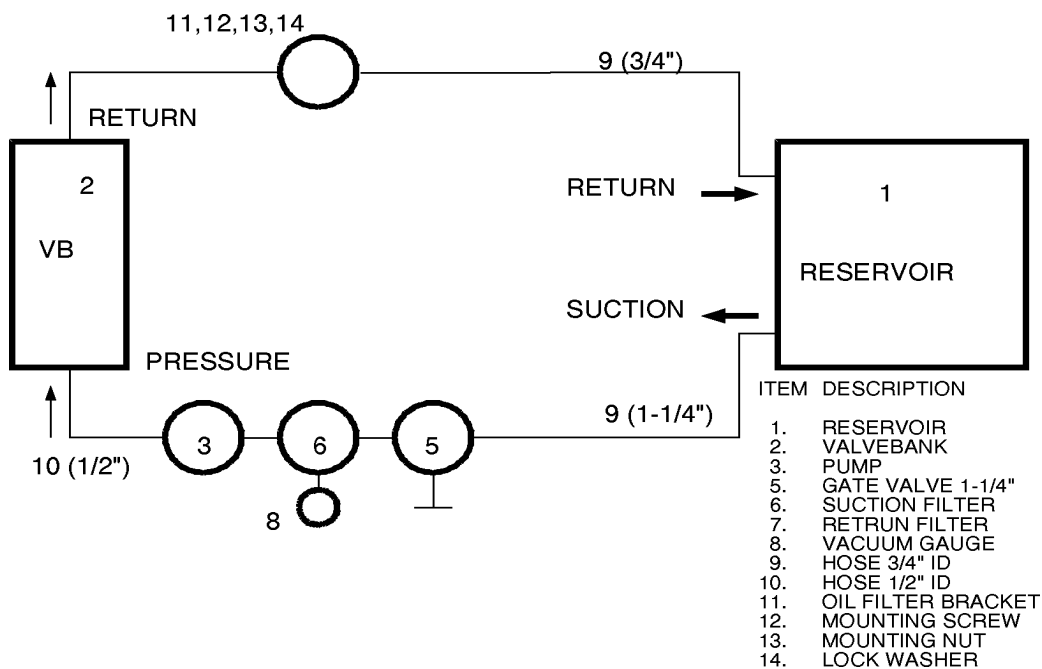 11,12,13,14
9 (3/4")
RETURN
2
RETURN
1
VB
RESERVOIR
SUCTION
PRESSURE
9 (1-1/4")
3
6
5
10 (1/2")
8
ITEM DESCRIPTION
1. RESERVOIR
2. VALVEBANK
3. PUMP
5. GATE VALVE 1-1/4"
6. SUCTION FILTER
7. RETRUN FILTER
8. VACUUM GAUGE
9. HOSE 3/4" ID
10. HOSE 1/2" ID
11. OIL FILTER BRACKET
12. MOUNTING SCREW
13. MOUNTING NUT
14. LOCK WASHER